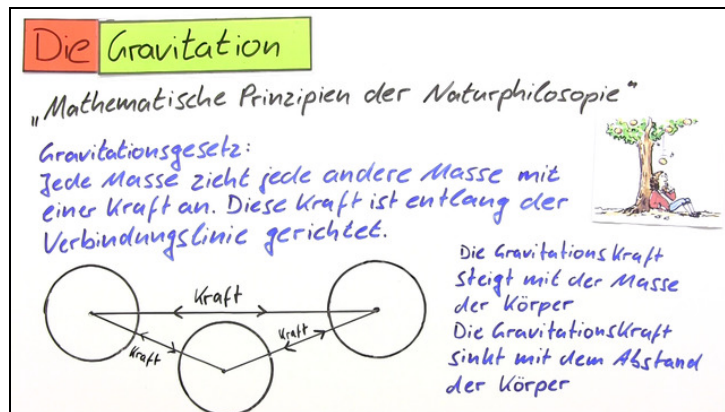 Die Gravitation
„Mathematische Prinzipien der Naturphilosopie“
Gravitationsgesetz:
Jede Masse zieht jede andere Masse mit
einer Kraft an. Diese Kraft ist entlang der
Verbindungslinie gerichtet.
Die GravitationsKraft
steigt mit der Masse
der Körper
Die GravitationsKraft
sinkt mit dem Abstand
der Körper
Kraft
Kraft
Kraft